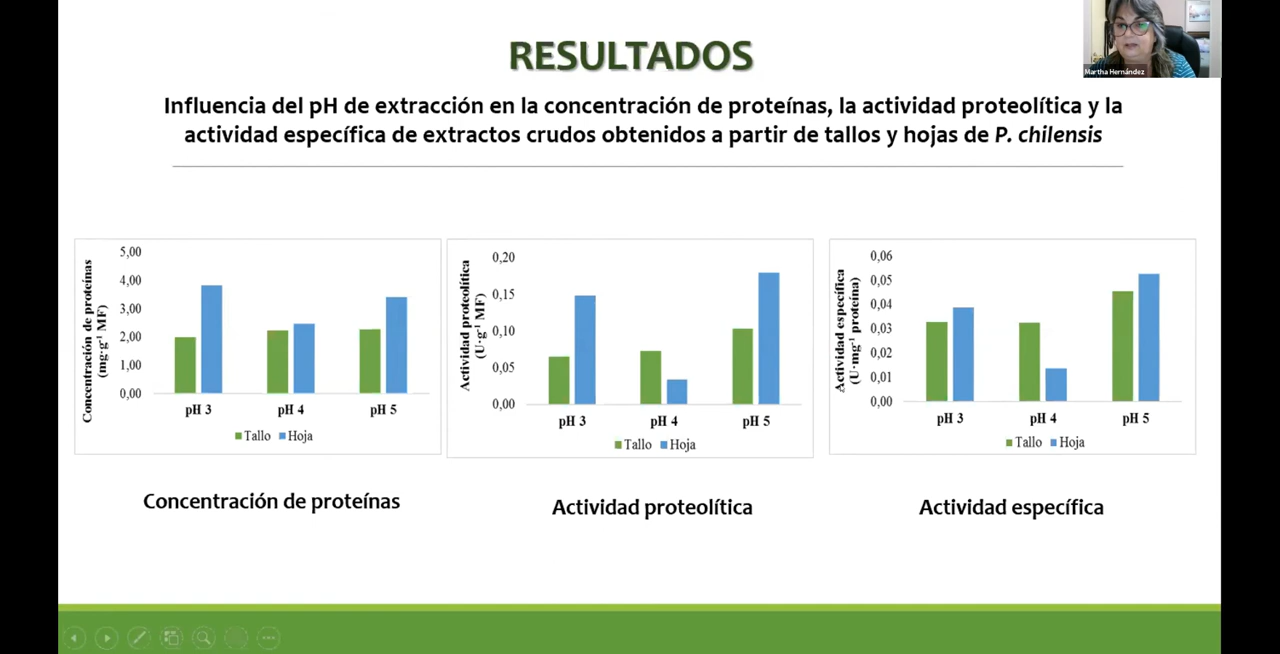 RESULTADOS
Martha Hernández
Influencia del pH de extracción en la concentración de proteínas, la actividad proteolítica y la
actividad específica de extractos crudos obtenidos a partir de tallos y hojas de P. chilensis
Concentración de proteínas
(mg·g⁻¹ MF)
5,00
4,00
3,00
2,00
1,00
0,00
pH 3 pH 4 pH 5
Tallo Hoja
Concentración de proteínas
Actividad proteolítica
(U·g⁻¹ MF)
0,20
0,15
0,10
0,05
0,00
pH 3 pH 4 pH 5
Tallo Hoja
Actividad proteolítica
Actividad específica
(U·mg⁻¹ proteína)
0,06
0,05
0,04
0,03
0,02
0,01
0,00
pH 3 pH 4 pH 5
Tallo Hoja
Actividad específica